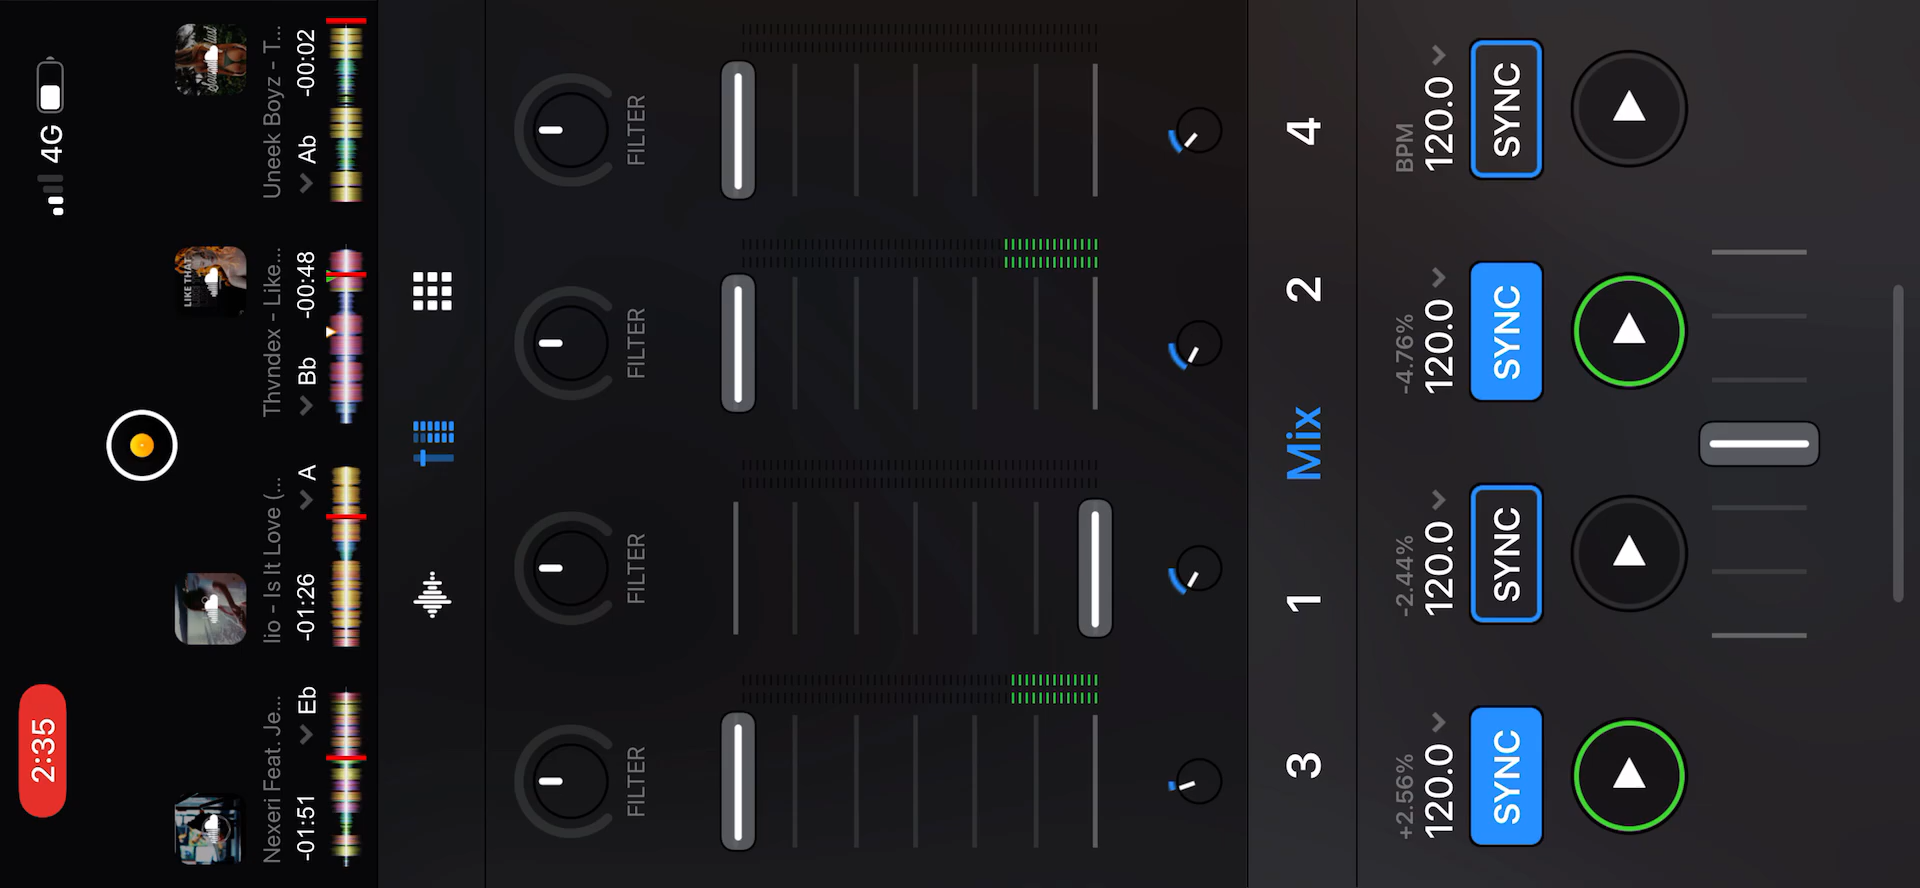 2:35
4G
LIKE THAT
Nexeri Feat. Je...
-01:51
Eb
lio - Is It Love (...
-01:26
A
Thvndex - Like...
-00:48
Bb
Uneek Boyz - T...
-00:02
Ab
FILTER
FILTER
FILTER
FILTER
3
1
Mix
2
4
+2.56%
120.0
-2.44%
120.0
-4.76%
120.0
BPM
120.0
SYNC
SYNC
SYNC
SYNC